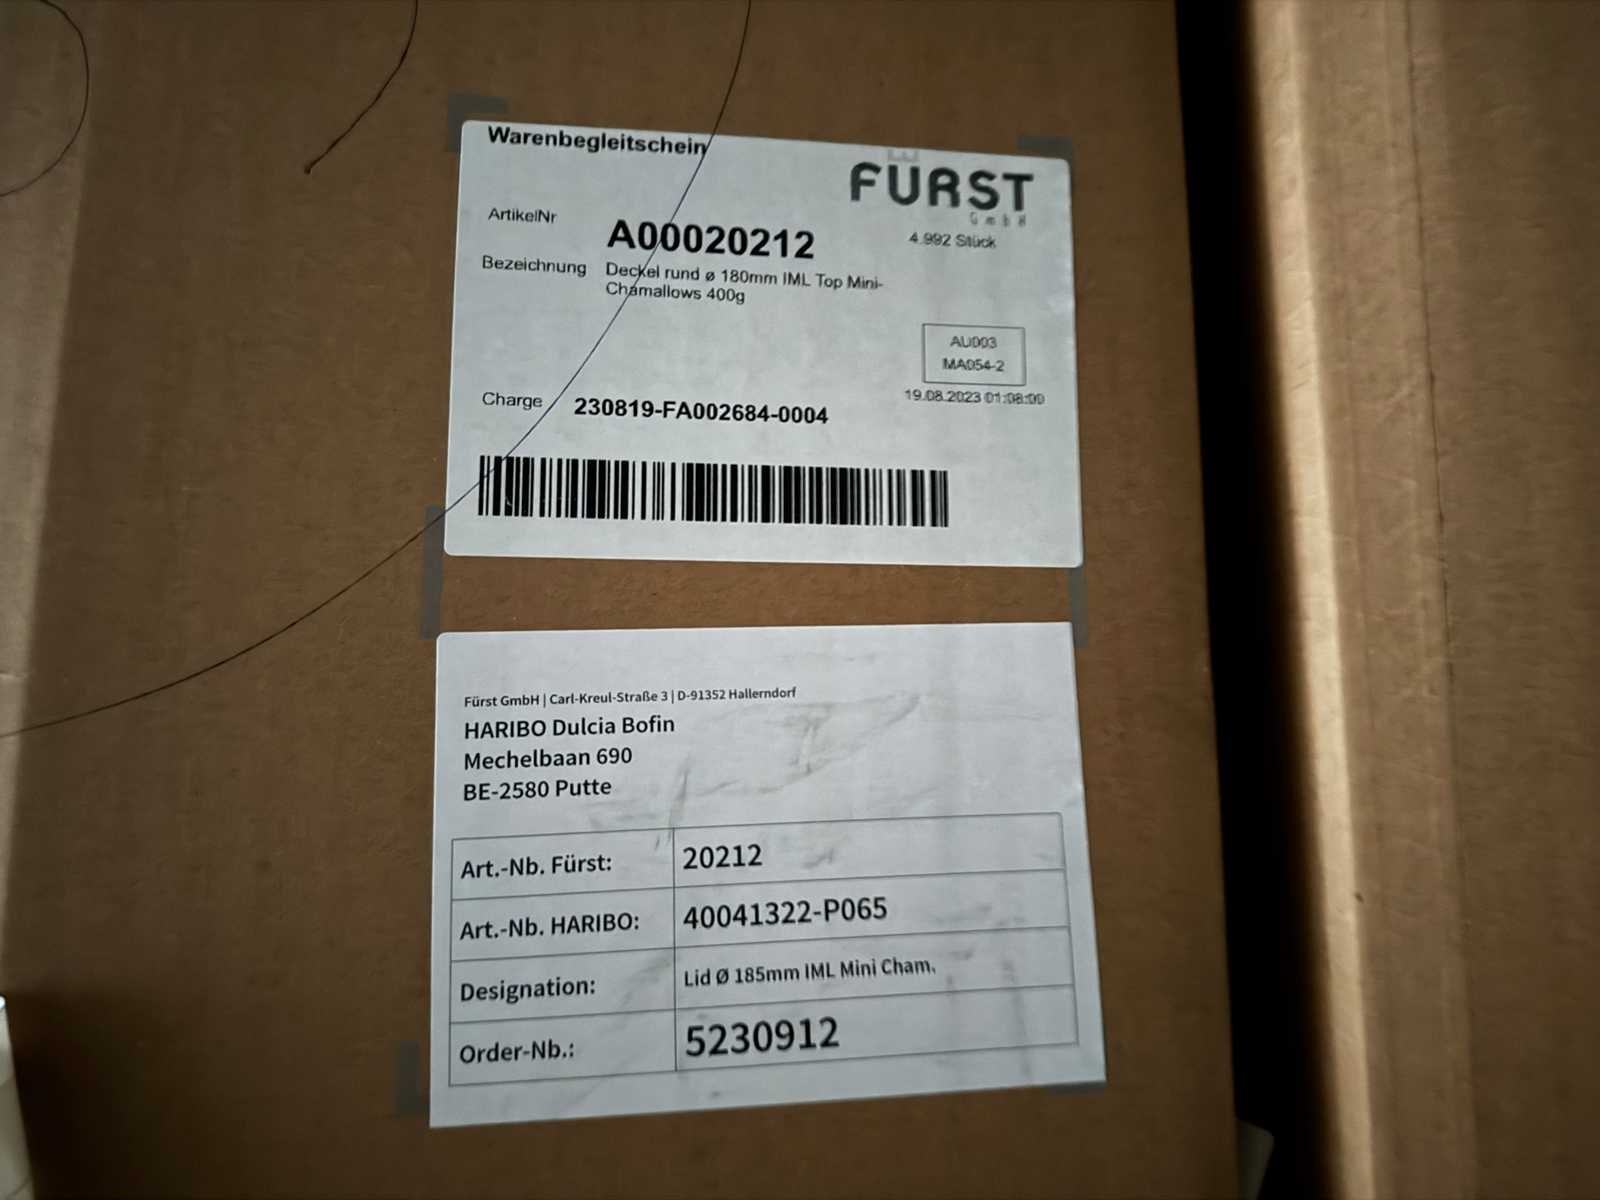 Warenbegleitschein
FÜRST
GmbH
ArtikelNr
A00020212
4.992 Stück
Bezeichnung
Deckel rund ø 180mm IML Top Mini-
Chamallows 400g
AU003
MA054-2
19.08.2023 01:08:00
Charge
230819-FA002684-0004
Fürst GmbH | Carl-Kreul-Straße 3 | D-91352 Hallerndorf
HARIBO Dulcia Bofin
Mechelbaan 690
BE-2580 Putte
Art.-Nb. Fürst: 20212
Art.-Nb. HARIBO: 40041322-P065
Designation: Lid Ø 185mm IML Mini Cham.
Order-Nb.: 5230912